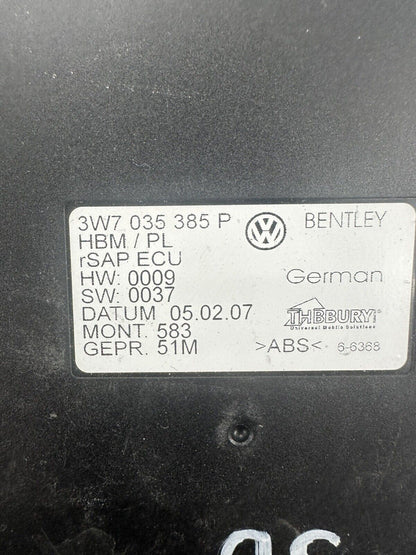 3W7 035 385 P BENTLEY
HBM / PL
rSAP ECU
HW: 0009 German
SW: 0037
DATUM 05.02.07 THBBURY
MONT. 583 Universal Mobile Solutions
GEPR. 51M >ABS< 6-6368